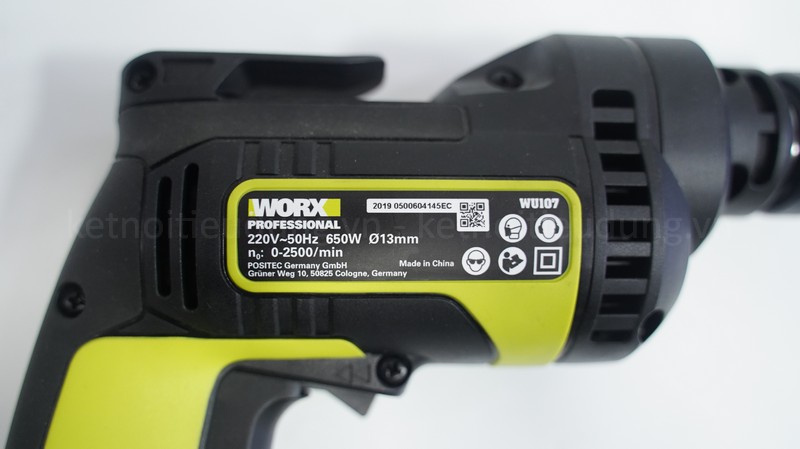 WORX
PROFESSIONAL
2019 0500604145EC
WU107
220V~50Hz 650W Ø13mm
n₀: 0-2500/min
POSITEC Germany GmbH
Grüner Weg 10, 50825 Cologne, Germany
Made in China